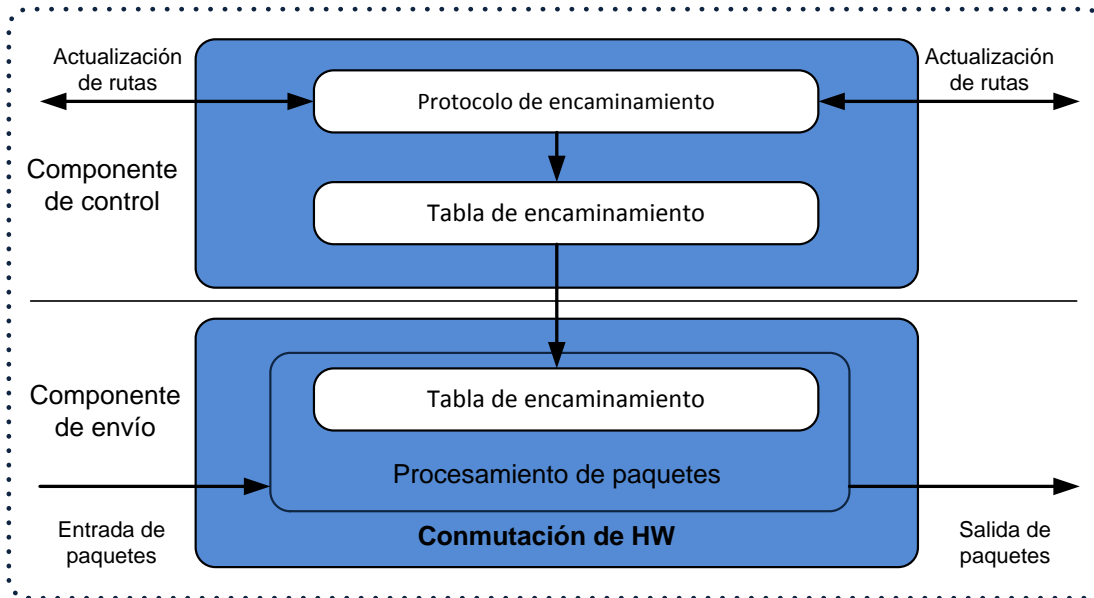 Actualización
de rutas
Protocolo de encaminamiento
Actualización
de rutas
Componente
de control
Tabla de encaminamiento
Componente
de envío
Tabla de encaminamiento
Procesamiento de paquetes
Entrada de
paquetes
Conmutación de HW
Salida de
paquetes